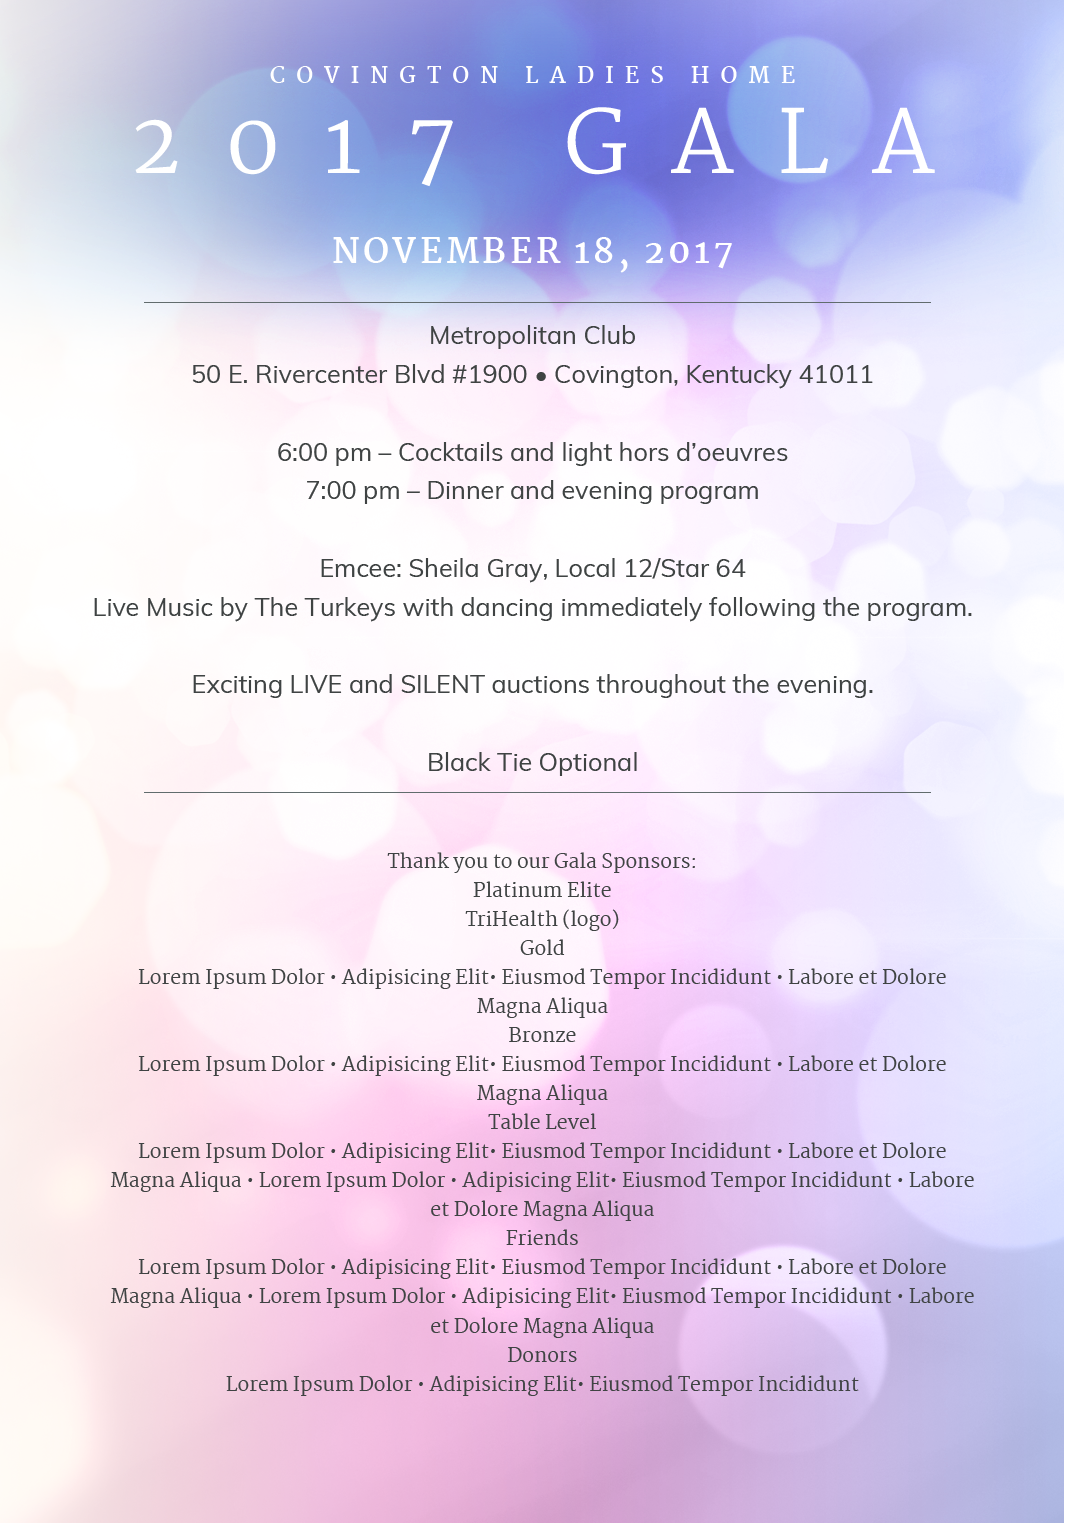 COVINGTON LADIES HOME
2017 GALA
NOVEMBER 18, 2017
Metropolitan Club
50 E. Rivercenter Blvd #1900 • Covington, Kentucky 41011
6:00 pm – Cocktails and light hors d’oeuvres
7:00 pm – Dinner and evening program
Emcee: Sheila Gray, Local 12/Star 64
Live Music by The Turkeys with dancing immediately following the program.
Exciting LIVE and SILENT auctions throughout the evening.
Black Tie Optional
Thank you to our Gala Sponsors:
Platinum Elite
TriHealth (logo)
Gold
Lorem Ipsum Dolor • Adipisicing Elit• Eiusmod Tempor Incididunt • Labore et Dolore
Magna Aliqua
Bronze
Lorem Ipsum Dolor • Adipisicing Elit• Eiusmod Tempor Incididunt • Labore et Dolore
Magna Aliqua
Table Level
Lorem Ipsum Dolor • Adipisicing Elit• Eiusmod Tempor Incididunt • Labore et Dolore
Magna Aliqua • Lorem Ipsum Dolor • Adipisicing Elit• Eiusmod Tempor Incididunt • Labore
et Dolore Magna Aliqua
Friends
Lorem Ipsum Dolor • Adipisicing Elit• Eiusmod Tempor Incididunt • Labore et Dolore
Magna Aliqua • Lorem Ipsum Dolor • Adipisicing Elit• Eiusmod Tempor Incididunt • Labore
et Dolore Magna Aliqua
Donors
Lorem Ipsum Dolor • Adipisicing Elit• Eiusmod Tempor Incididunt